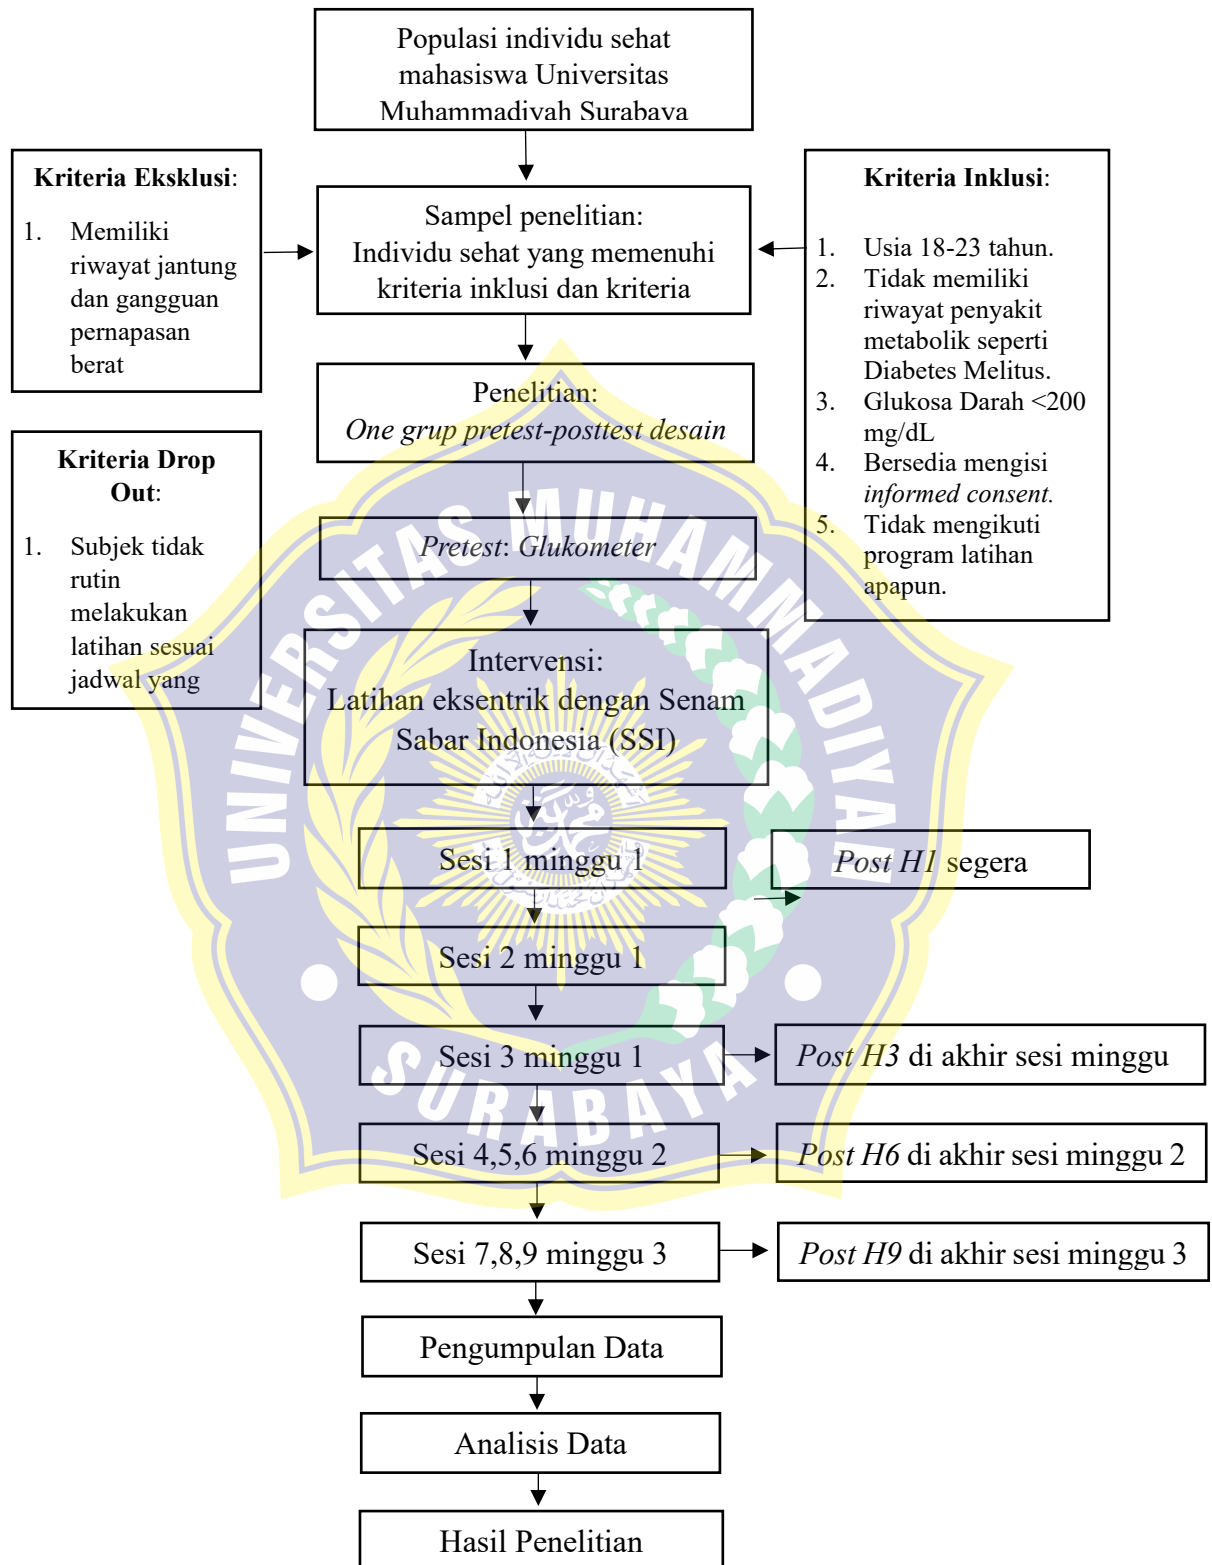 Populasi individu sehat
mahasiswa Universitas
Muhammadiyah Surabaya
Kriteria Eksklusi:
1. Memiliki
riwayat jantung
dan gangguan
pernapasan
berat
Sampel penelitian:
Individu sehat yang memenuhi
kriteria inklusi dan kriteria
Kriteria Inklusi:
1. Usia 18-23 tahun.
2. Tidak memiliki
riwayat penyakit
metabolik seperti
Diabetes Melitus.
3. Glukosa Darah <200
mg/dL
4. Bersedia mengisi
informed consent.
5. Tidak mengikuti
program latihan
apapun.
Penelitian:
One grup pretest-posttest desain
Kriteria Drop
Out:
1. Subjek tidak
rutin
melakukan
latihan sesuai
jadwal yang
Pretest: Glukometer
Intervensi:
Latihan eksentrik dengan Senam
Sabar Indonesia (SSI)
Sesi 1 minggu 1
Post H1 segera
Sesi 2 minggu 1
Sesi 3 minggu 1
Post H3 di akhir sesi minggu
Sesi 4,5,6 minggu 2
Post H6 di akhir sesi minggu 2
Sesi 7,8,9 minggu 3
Post H9 di akhir sesi minggu 3
Pengumpulan Data
Analisis Data
Hasil Penelitian
UNIVERSITAS MUHAMMADIYAH
SURABAYA